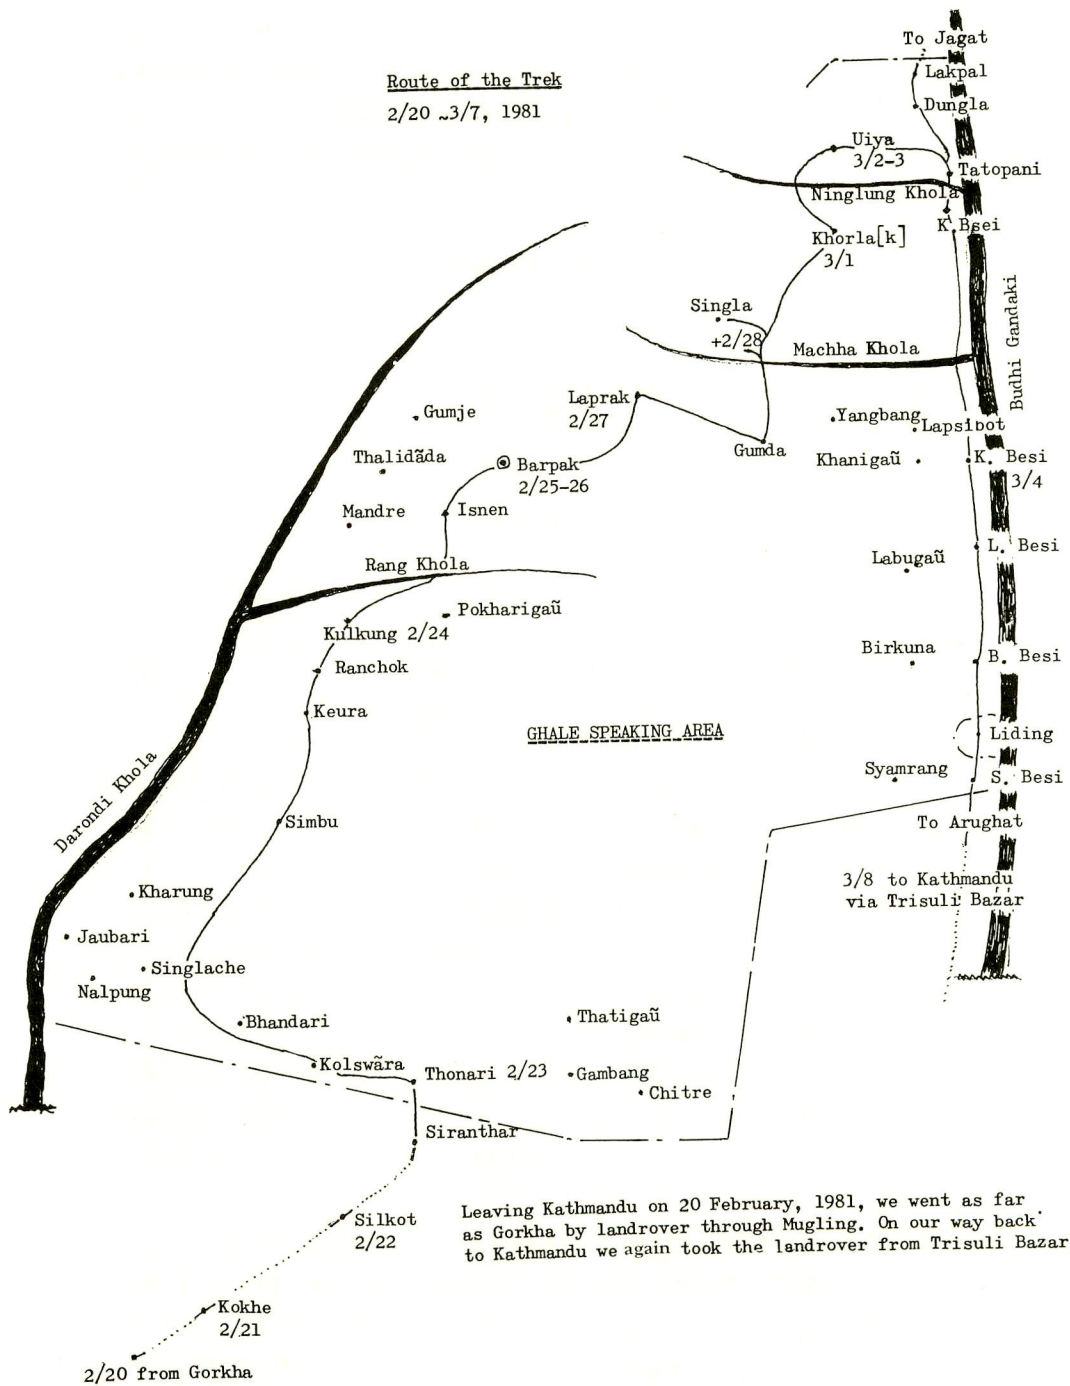 To Jagat
Route of the Trek
2/20 ~3/7, 1981
Lakpal
Dungla
Uiya
3/2-3
Tatopani
Ninglung Khola
K Bsei
Khorla[k]
3/1
Budhi Gandaki
Singla
+2/28
Machha Khola
Laprak
2/27
Gumje
Yangbang
Lapsibot
Gumda
Thalidãda
Khanigaũ
K. Besi
3/4
Barpak
2/25-26
Mandre
Isnen
L. Besi
Labugaũ
Rang Khola
Pokharigaũ
Kulkung 2/24
Birkuna
B. Besi
Ranchok
Keura
GHALE SPEAKING AREA
Liding
Darondi Khola
Syamrang
S. Besi
Simbu
To Arughat
3/8 to Kathmandu
via Trisuli Bazar
Kharung
Jaubari
Singlache
Nalpung
Bhandari
Thatigaũ
Kolswãra
Thonari 2/23
Gambang
Chitre
Siranthar
Leaving Kathmandu on 20 February, 1981, we went as far
as Gorkha by landrover through Mugling. On our way back
to Kathmandu we again took the landrover from Trisuli Bazar
Silkot
2/22
Kokhe
2/21
2/20 from Gorkha